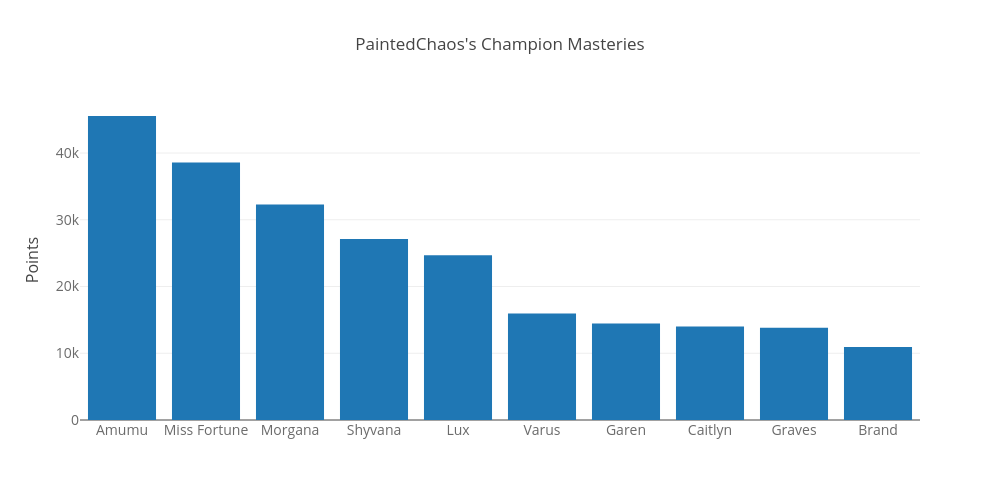 PaintedChaos's Champion Masteries
Points
40k
30k
20k
10k
0
Amumu Miss Fortune Morgana Shyvana Lux Varus Garen Caitlyn Graves Brand